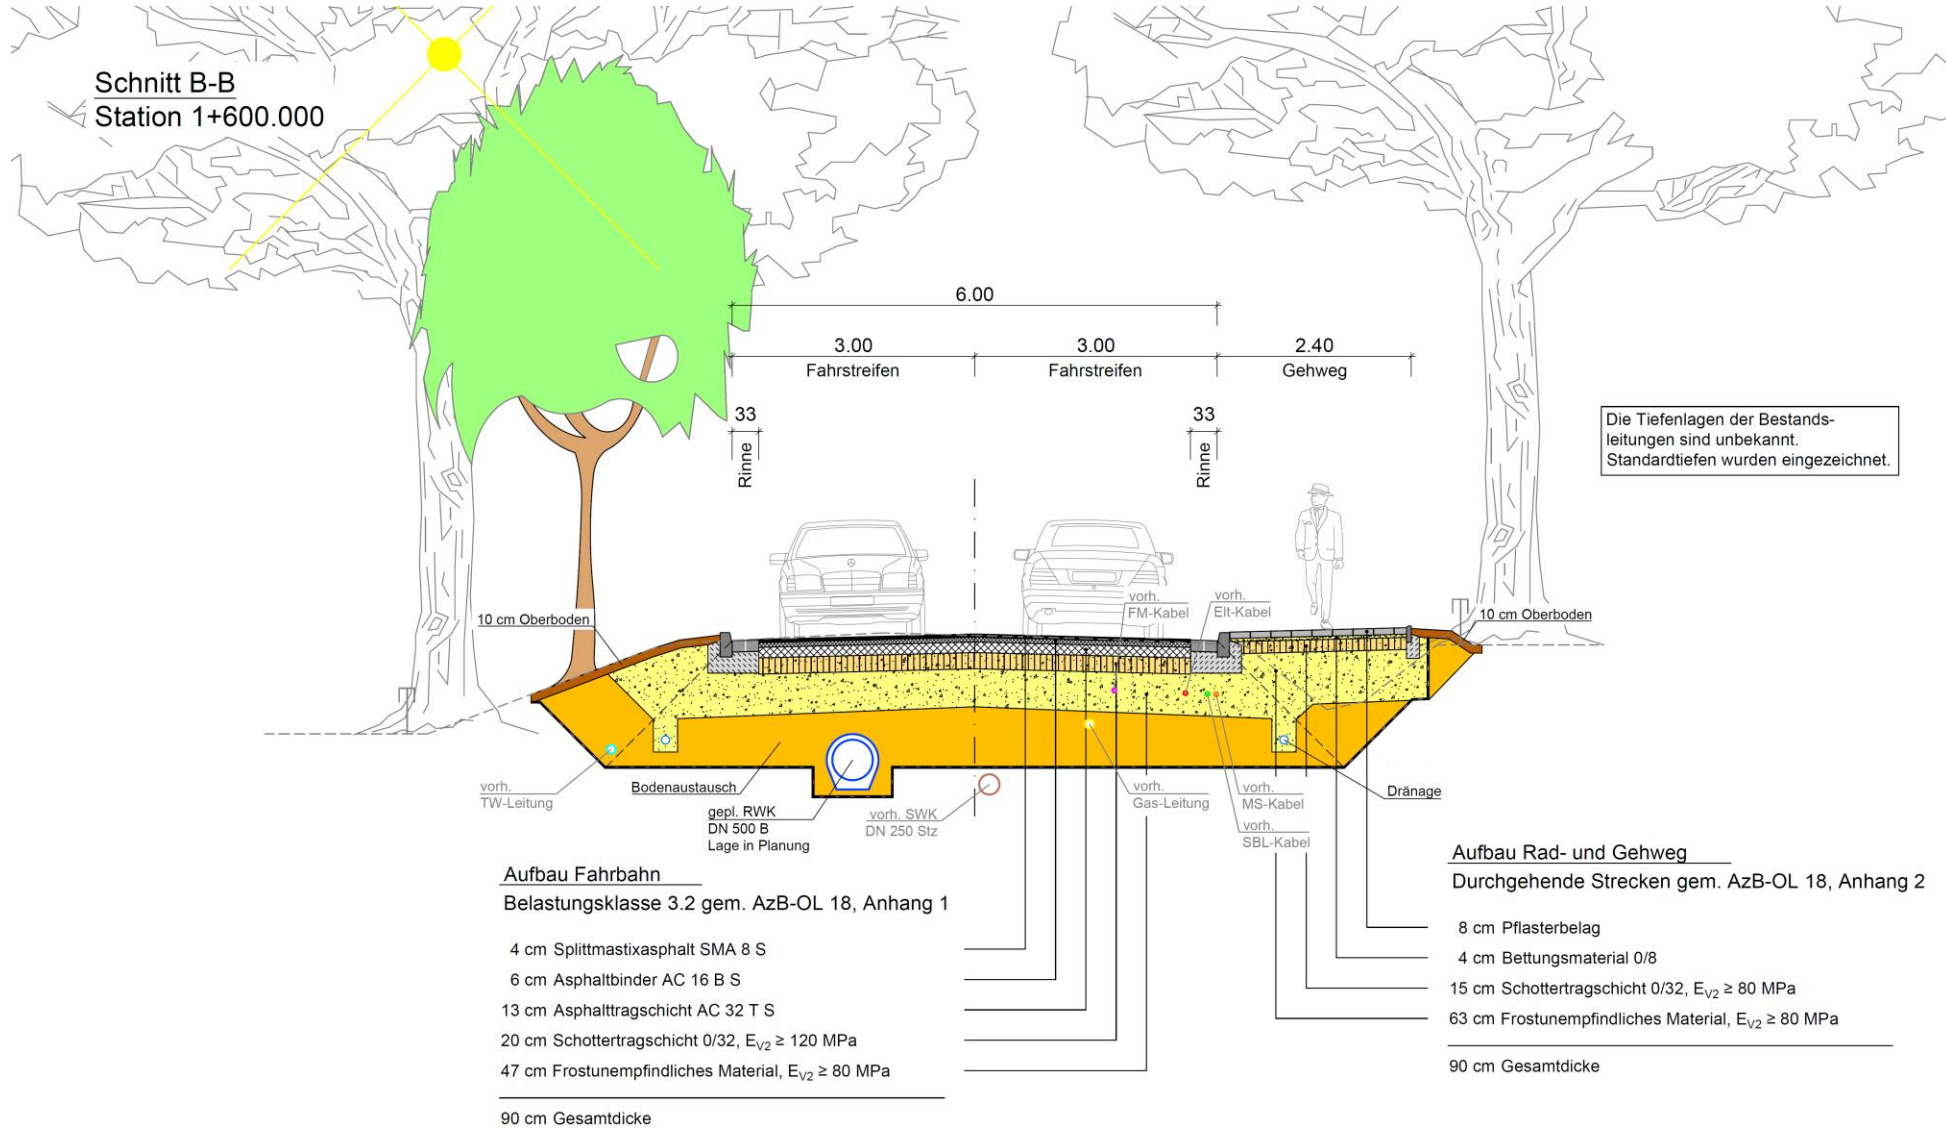 Schnitt B-B
Station 1+600.000
6.00
3.00
3.00
2.40
Fahrstreifen
Fahrstreifen
Gehweg
33
33
Rinne
Rinne
Die Tiefenlagen der Bestands-
leitungen sind unbekannt.
Standardtiefen wurden eingezeichnet.
vorh.
FM-Kabel
vorh.
Elt-Kabel
10 cm Oberboden
10 cm Oberboden
vorh.
TW-Leitung
Bodenaustausch
gepl. RWK
DN 500 B
Lage in Planung
vorh. SWK
DN 250 Stz
vorh.
Gas-Leitung
vorh.
MS-Kabel
vorh.
SBL-Kabel
Dränage
Aufbau Fahrbahn
Belastungsklasse 3.2 gem. AzB-OL 18, Anhang 1
4 cm Splittmastixasphalt SMA 8 S
6 cm Asphaltbinder AC 16 B S
13 cm Asphalttragschicht AC 32 T S
20 cm Schottertragschicht 0/32, EV2 ≥ 120 MPa
47 cm Frostunempfindliches Material, EV2 ≥ 80 MPa
90 cm Gesamtdicke
Aufbau Rad- und Gehweg
Durchgehende Strecken gem. AzB-OL 18, Anhang 2
8 cm Pflasterbelag
4 cm Bettungsmaterial 0/8
15 cm Schottertragschicht 0/32, EV2 ≥ 80 MPa
63 cm Frostunempfindliches Material, EV2 ≥ 80 MPa
90 cm Gesamtdicke